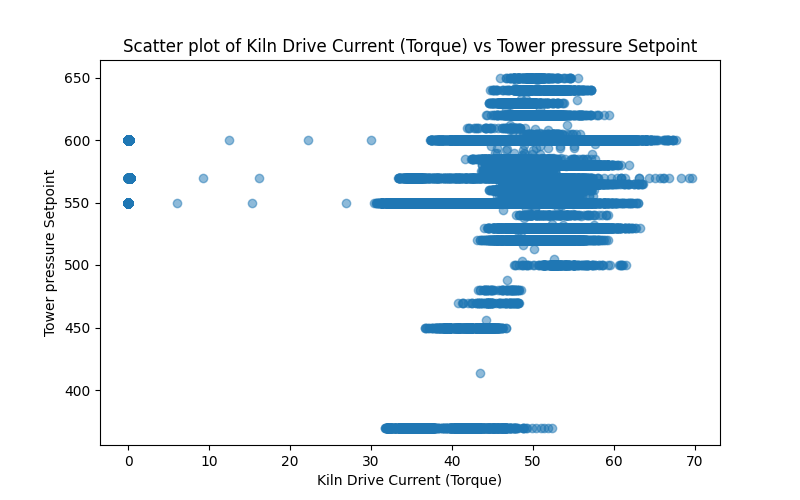 Scatter plot of Kiln Drive Current (Torque) vs Tower pressure Setpoint
650
600
550
500
450
400
Tower pressure Setpoint
0 10 20 30 40 50 60 70
Kiln Drive Current (Torque)